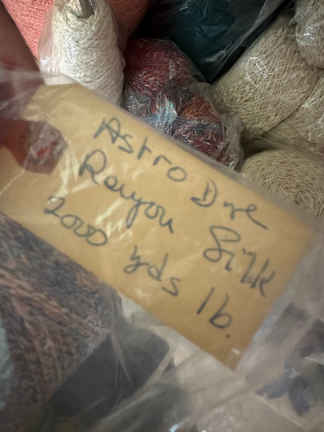 Astro Dye
Rayon Silk
2000 yds lb.